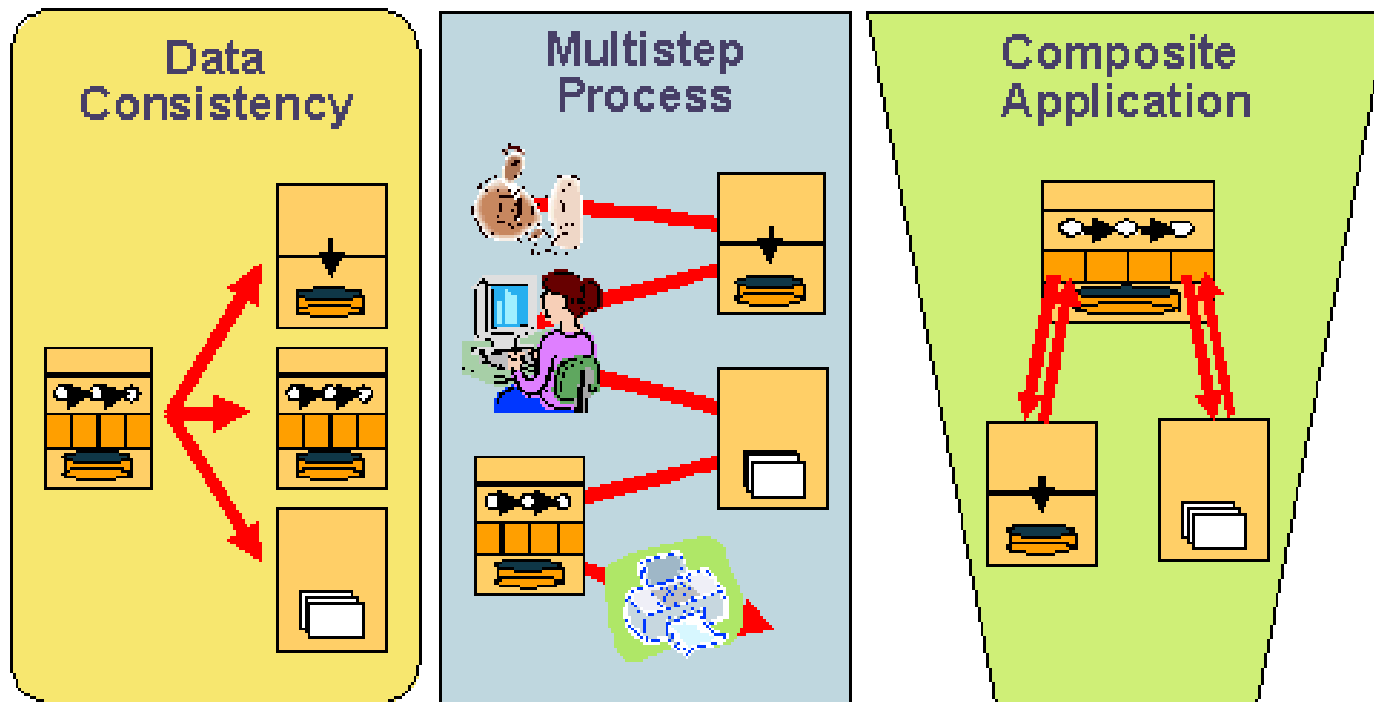 Data
Consistency
Multistep
Process
Composite
Application